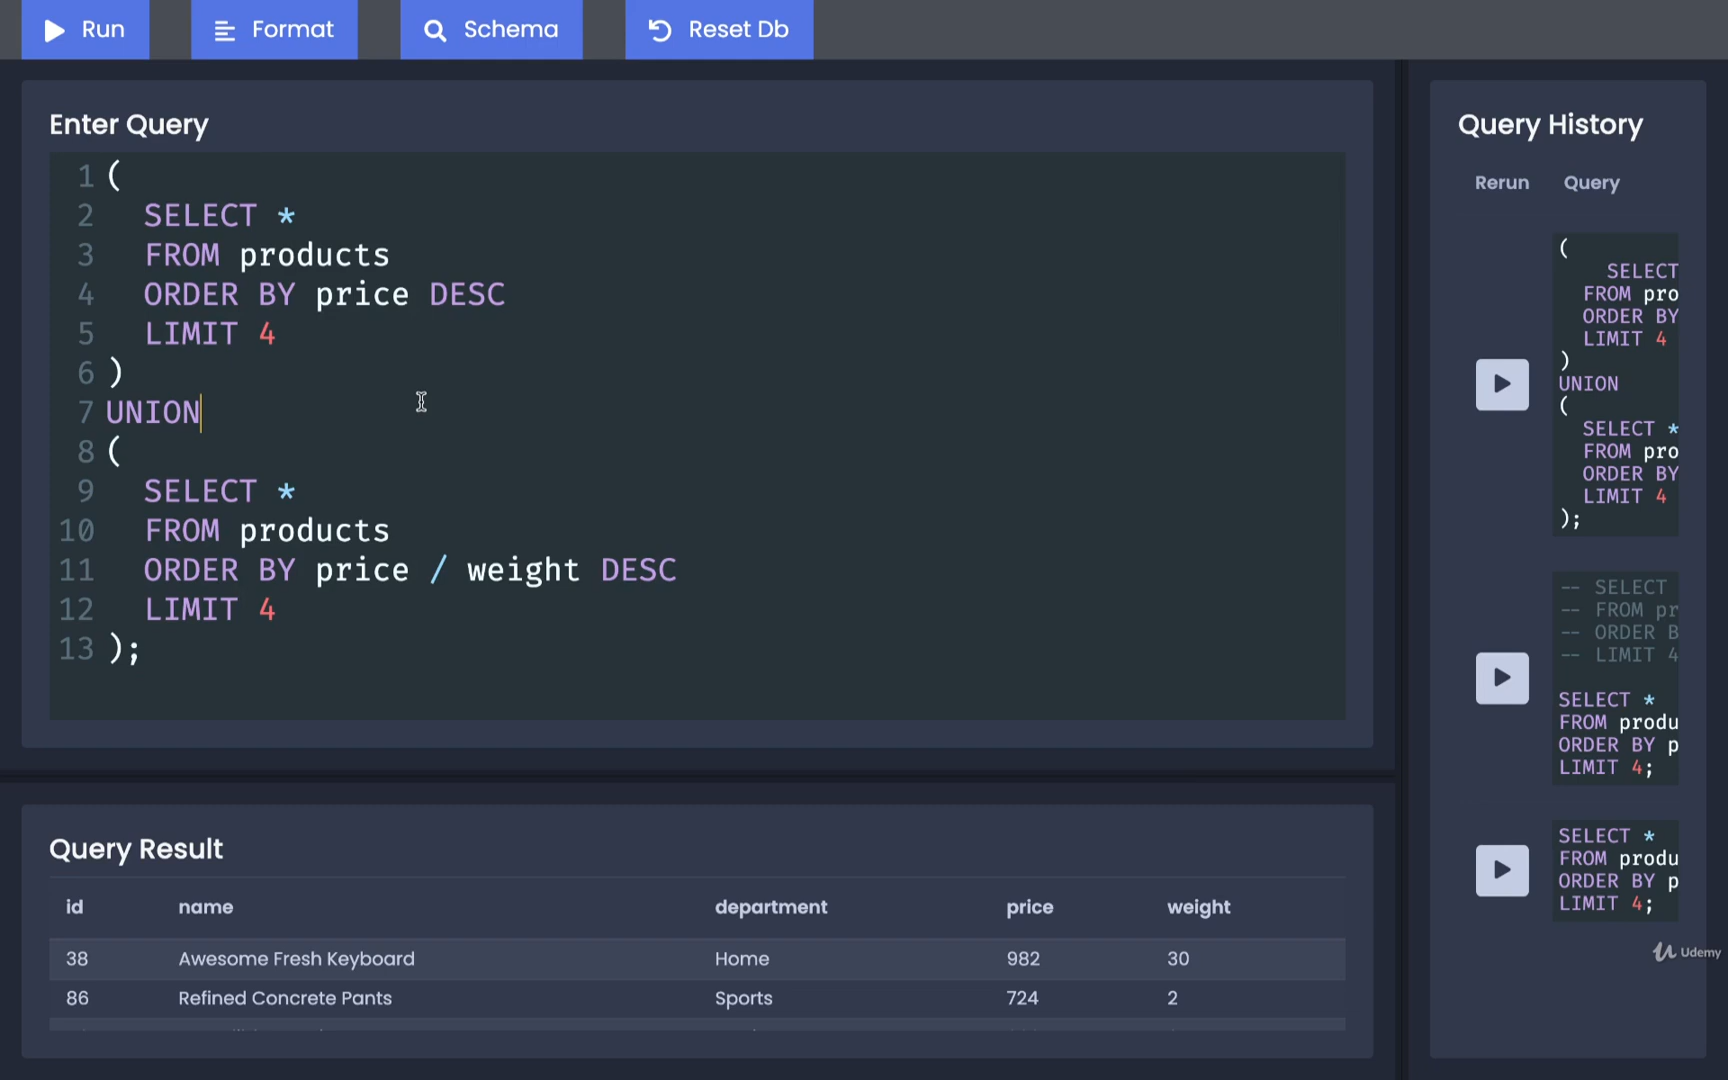 Run
Format
Schema
Reset Db
Enter Query
1 (
2   SELECT *
3   FROM products
4   ORDER BY price DESC
5   LIMIT 4
6 )
7 UNION
8 (
9   SELECT *
10   FROM products
11   ORDER BY price / weight DESC
12   LIMIT 4
13 );
Query History
Rerun Query
(
SELECT
FROM pro
ORDER BY
LIMIT 4
)
UNION
(
SELECT *
FROM pro
ORDER BY
LIMIT 4
);
-- SELECT
-- FROM pr
-- ORDER B
-- LIMIT 4
SELECT *
FROM produ
ORDER BY p
LIMIT 4;
SELECT *
FROM produ
ORDER BY p
LIMIT 4;
Query Result
id name department price weight
38 Awesome Fresh Keyboard Home 982 30
86 Refined Concrete Pants Sports 724 2
Udemy